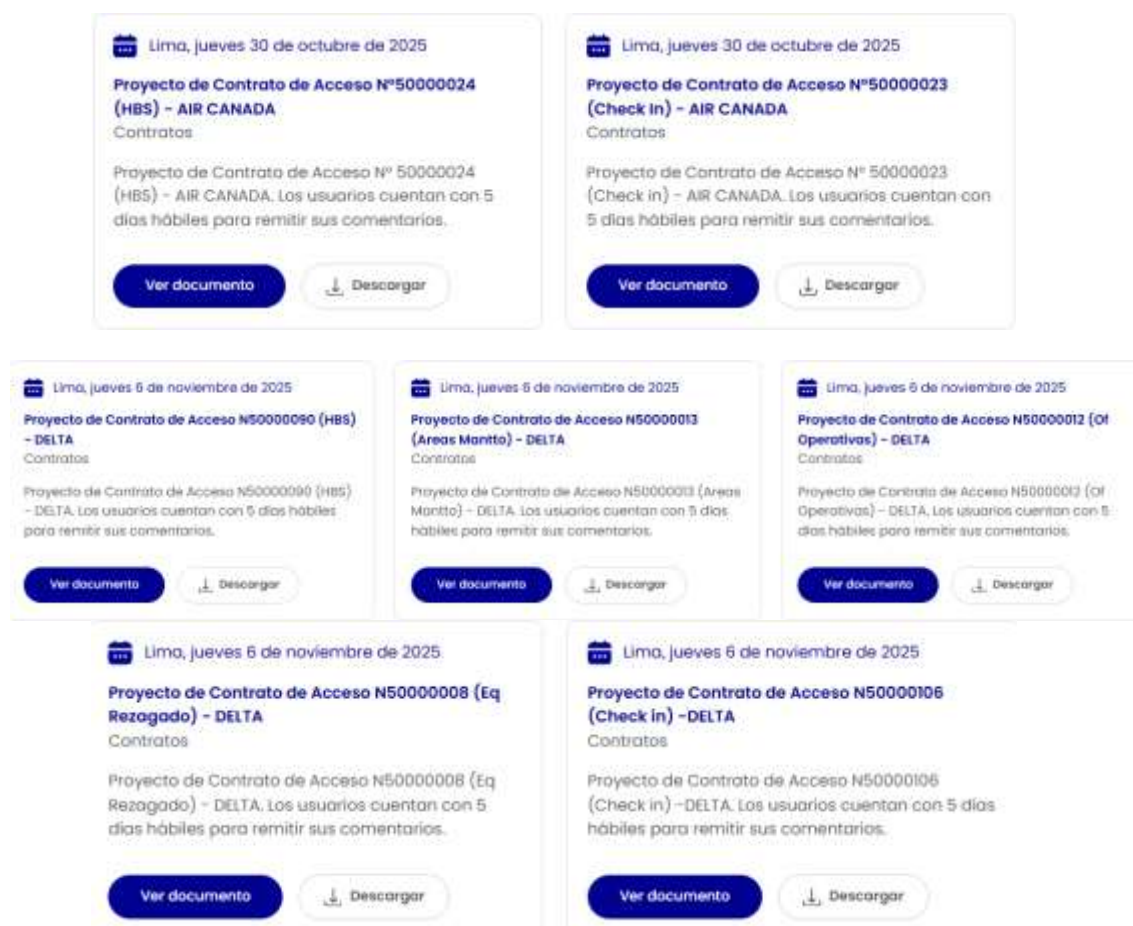 Lima, jueves 30 de octubre de 2025
Proyecto de Contrato de Acceso N°50000024
(HBS) - AIR CANADA
Contratos
Proyecto de Contrato de Acceso N° 50000024
(HBS) - AIR CANADA. Los usuarios cuentan con 5
días hábiles para remitir sus comentarios.
Ver documento
Descargar
Lima, jueves 30 de octubre de 2025
Proyecto de Contrato de Acceso N°50000023
(Check In) - AIR CANADA
Contratos
Proyecto de Contrato de Acceso N° 50000023
(Check in) - AIR CANADA. Los usuarios cuentan con
5 días hábiles para remitir sus comentarios.
Ver documento
Descargar
Lima, jueves 6 de noviembre de 2025
Proyecto de Contrato de Acceso N50000090 (HBS)
- DELTA
Contratos
Proyecto de Contrato de Acceso N50000090 (HBS)
- DELTA. Los usuarios cuentan con 5 días hábiles
para remitir sus comentarios.
Ver documento
Descargar
Lima, jueves 6 de noviembre de 2025
Proyecto de Contrato de Acceso N50000013
(Areas Mantto) - DELTA
Contratos
Proyecto de Contrato de Acceso N50000013 (Areas
Mantto) - DELTA. Los usuarios cuentan con 5 días
hábiles para remitir sus comentarios.
Ver documento
Descargar
Lima, jueves 6 de noviembre de 2025
Proyecto de Contrato de Acceso N50000012 (Of
Operativas) - DELTA
Contratos
Proyecto de Contrato de Acceso N50000012 (Of
Operativas) - DELTA. Los usuarios cuentan con 5
días hábiles para remitir sus comentarios.
Ver documento
Descargar
Lima, jueves 6 de noviembre de 2025
Proyecto de Contrato de Acceso N50000008 (Eq
Rezagado) - DELTA
Contratos
Proyecto de Contrato de Acceso N50000008 (Eq
Rezagado) - DELTA. Los usuarios cuentan con 5
días hábiles para remitir sus comentarios.
Ver documento
Descargar
Lima, jueves 6 de noviembre de 2025
Proyecto de Contrato de Acceso N50000106
(Check in) -DELTA
Contratos
Proyecto de Contrato de Acceso N50000106
(Check in) -DELTA. Los usuarios cuentan con 5 días
hábiles para remitir sus comentarios.
Ver documento
Descargar